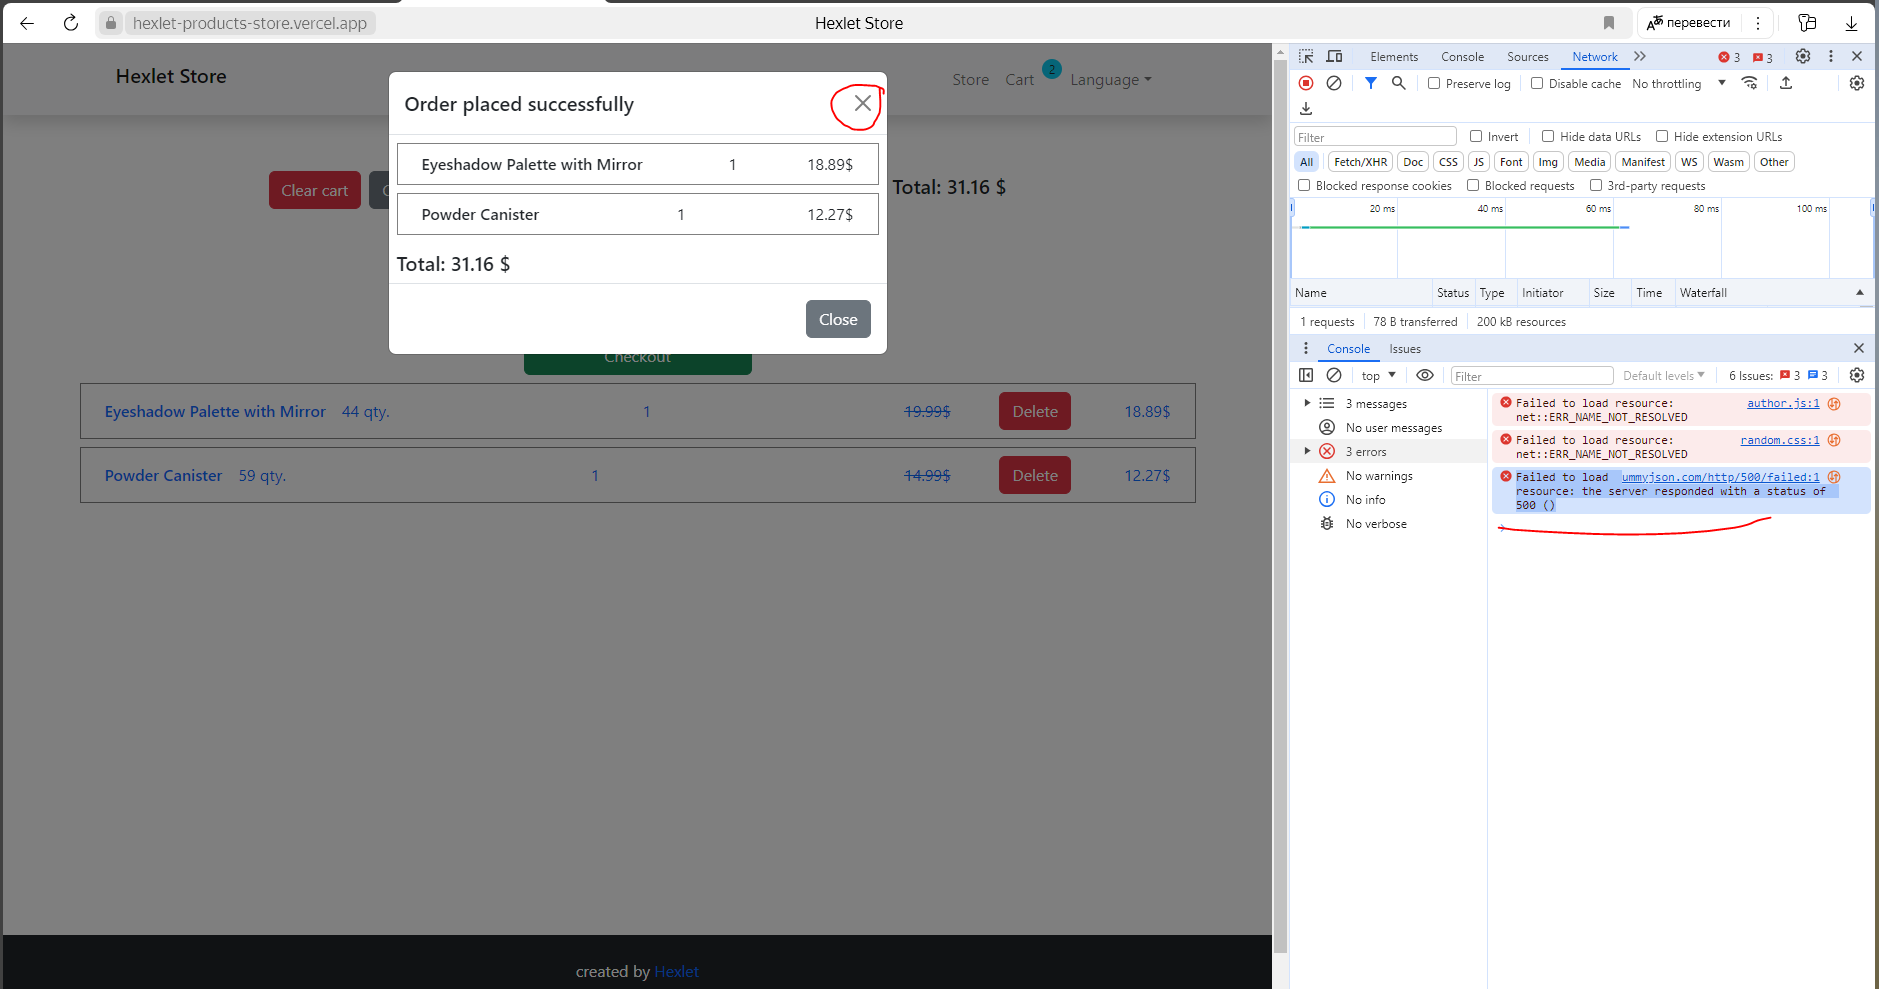 hexlet-products-store.vercel.app
Hexlet Store
перевести
Hexlet Store
Store Cart 2 Language
Order placed successfully
Eyeshadow Palette with Mirror 1 18.89$
Powder Canister 1 12.27$
Total: 31.16 $
Close
Clear cart
Total: 31.16 $
Checkout
Eyeshadow Palette with Mirror 44 qty. 1 19.99$ Delete 18.89$
Powder Canister 59 qty. 1 14.99$ Delete 12.27$
created by Hexlet
Elements Console Sources Network 3 3
Preserve log Disable cache No throttling
Filter Invert Hide data URLs Hide extension URLs
All Fetch/XHR Doc CSS JS Font Img Media Manifest WS Wasm Other
Blocked response cookies Blocked requests 3rd-party requests
20 ms 40 ms 60 ms 80 ms 100 ms
Name Status Type Initiator Size Time Waterfall
1 requests 78 B transferred 200 kB resources
Console Issues
top Filter Default levels 6 Issues: 3 3
3 messages
No user messages
3 errors
No warnings
No info
No verbose
Failed to load resource: author.js:1
net::ERR_NAME_NOT_RESOLVED
Failed to load resource: random.css:1
net::ERR_NAME_NOT_RESOLVED
Failed to load ummyjson.com/http/500/failed:1
resource: the server responded with a status of
500 ()